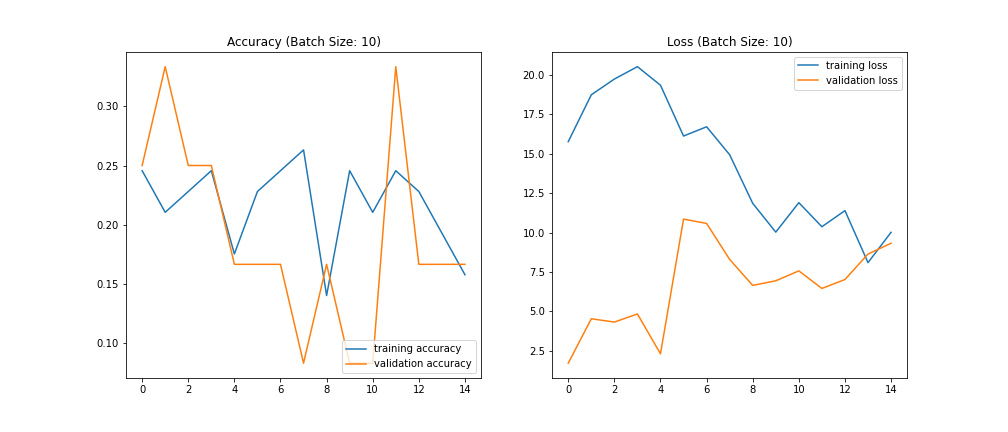 Accuracy (Batch Size: 10)
0.30
0.25
0.20
0.15
0.10
training accuracy
validation accuracy
0 2 4 6 8 10 12 14
Loss (Batch Size: 10)
training loss
validation loss
20.0
17.5
15.0
12.5
10.0
7.5
5.0
2.5
0 2 4 6 8 10 12 14